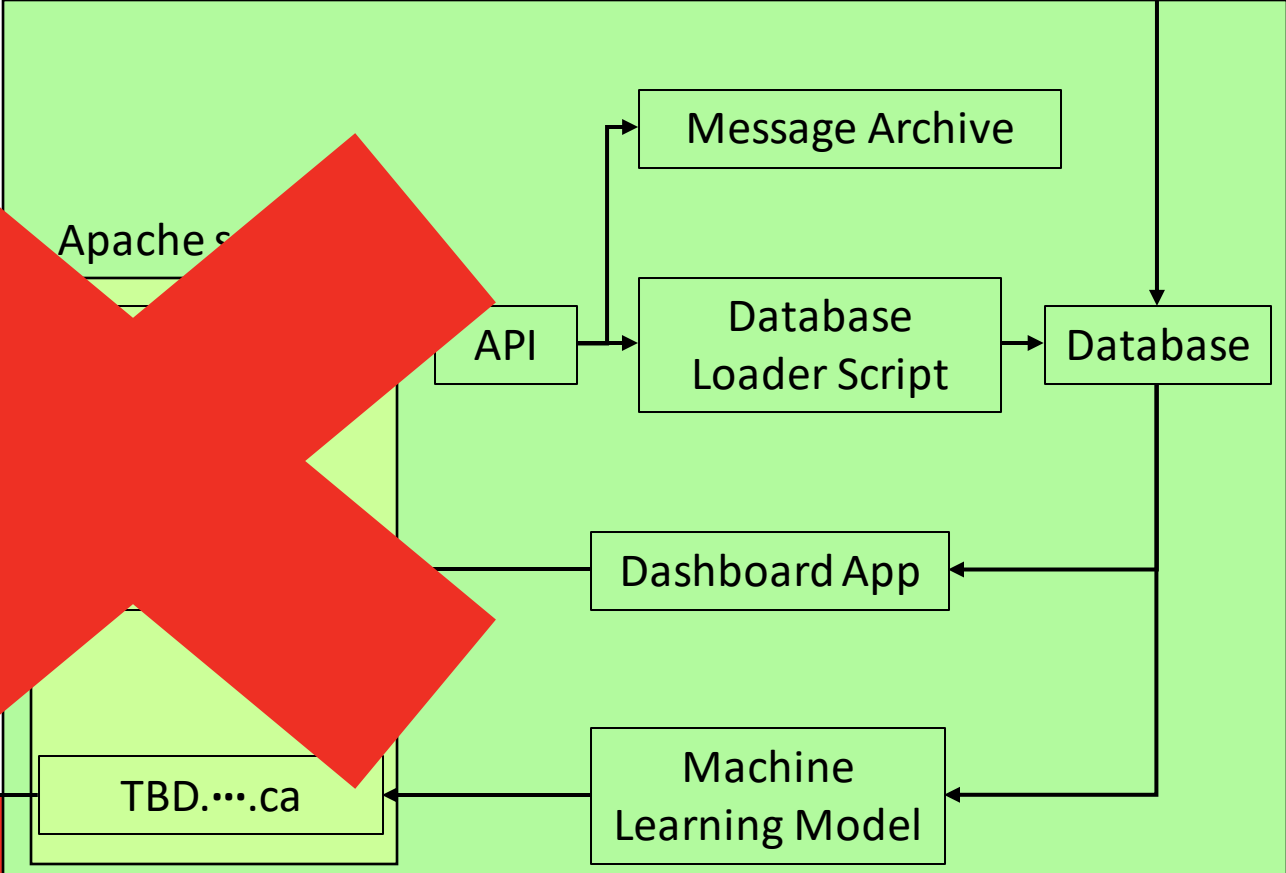 Message Archive
Apache
API
Database
Loader Script
Database
Dashboard App
TBD.···.ca
Machine
Learning Model